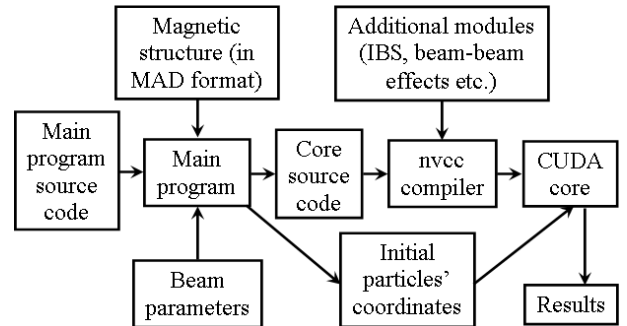 Magnetic
structure (in
MAD format)
Additional modules
(IBS, beam-beam
effects etc.)
Main
program
source
code
Main
program
Core
source
code
nvcc
compiler
CUDA
core
Beam
parameters
Initial
particles'
coordinates
Results